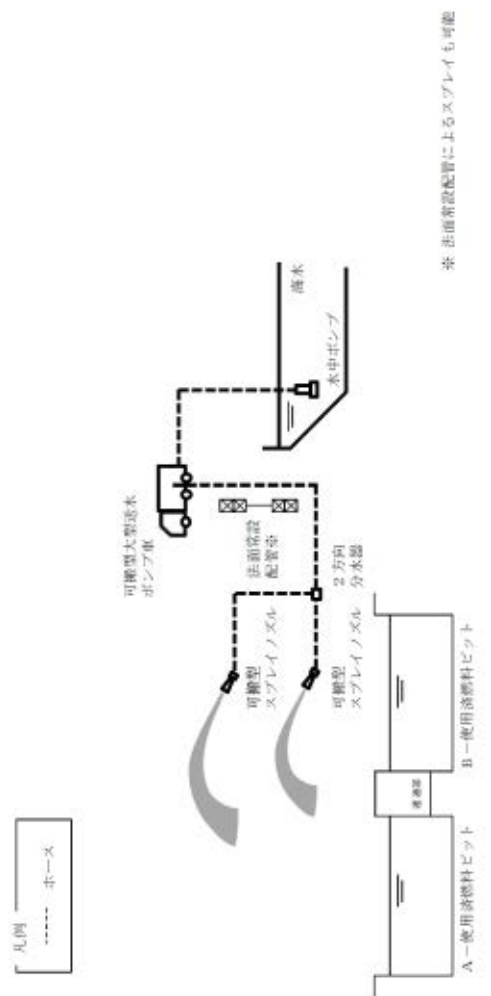 凡例
ホース
可搬型大型送水
ポンプ車
法面常設
配管※
海水
水中ポンプ
2方向
分水器
可搬型
スプレイノズル
可搬型
スプレイノズル
A-使用済燃料ピット
B-使用済燃料ピット
※ 法面常設配管によるスプレイも可能